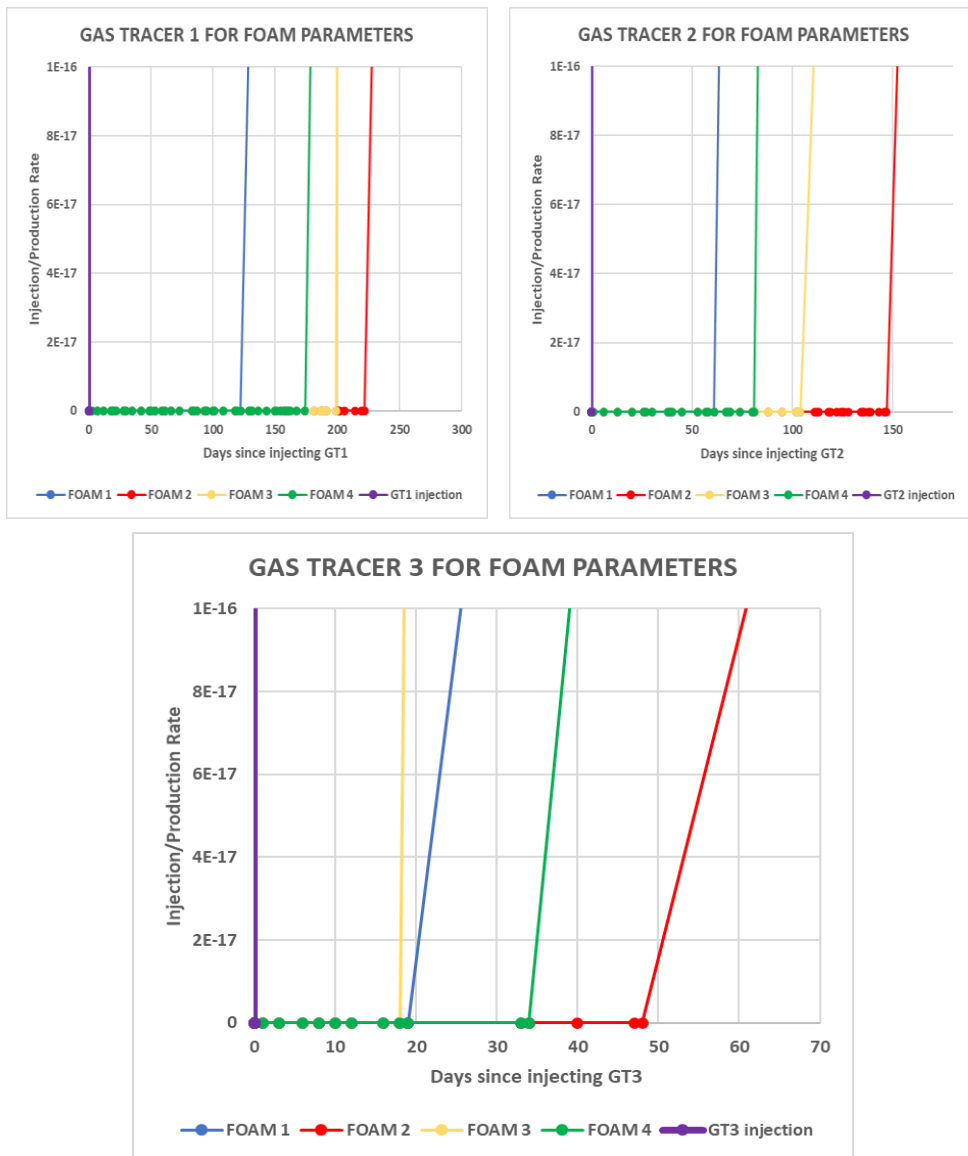 GAS TRACER 1 FOR FOAM PARAMETERS
1E-16
8E-17
6E-17
4E-17
2E-17
0
Injection/Production Rate
0 50 100 150 200 250 300
Days since injecting GT1
FOAM 1 FOAM 2 FOAM 3 FOAM 4 GT1 injection
GAS TRACER 2 FOR FOAM PARAMETERS
1E-16
8E-17
6E-17
4E-17
2E-17
0
Injection/Production Rate
0 50 100 150
Days since injecting GT2
FOAM 1 FOAM 2 FOAM 3 FOAM 4 GT2 injection
GAS TRACER 3 FOR FOAM PARAMETERS
1E-16
8E-17
6E-17
4E-17
2E-17
0
Injection/Production Rate
0 10 20 30 40 50 60 70
Days since injecting GT3
FOAM 1 FOAM 2 FOAM 3 FOAM 4 GT3 injection